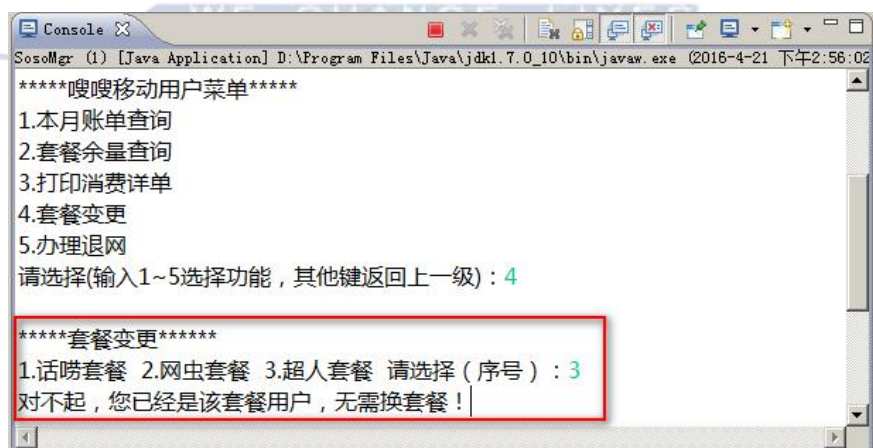 Console
SosoMgr (1) [Java Application] D:\Program Files\Java\jdk1.7.0_10\bin\javaw.exe (2016-4-21 下午2:56:02
*****嗖嗖移动用户菜单*****
1.本月账单查询
2.套餐余量查询
3.打印消费详单
4.套餐变更
5.办理退网
请选择(输入1~5选择功能，其他键返回上一级)：4
*****套餐变更******
1.话唠套餐 2.网虫套餐 3.超人套餐 请选择（序号）：3
对不起，您已经是该套餐用户，无需换套餐！